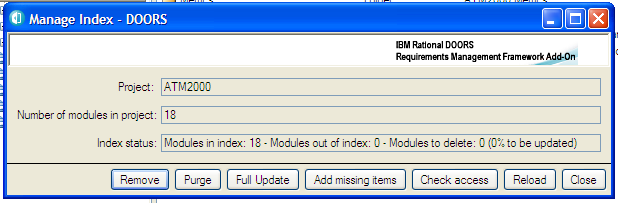 Manage Index - DOORS
IBM Rational DOORS
Requirements Management Framework Add-On
Project: ATM2000
Number of modules in project: 18
Index status: Modules in index: 18 - Modules out of index: 0 - Modules to delete: 0 (0% to be updated)
Remove Purge Full Update Add missing items Check access Reload Close